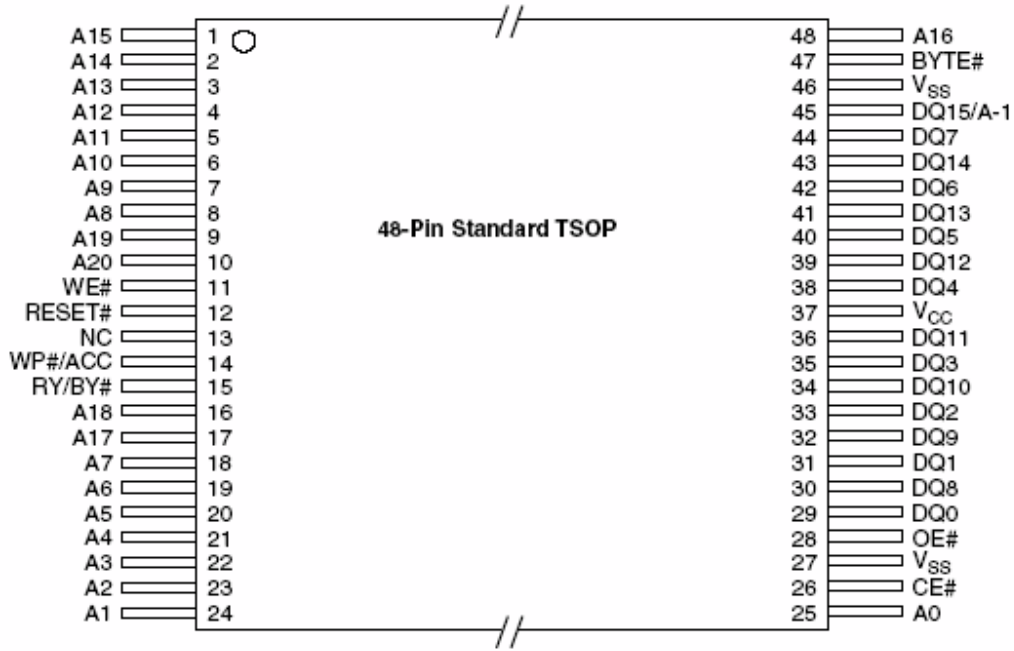 A15 1 48 A16
A14 2 47 BYTE#
A13 3 46 VSS
A12 4 45 DQ15/A-1
A11 5 44 DQ7
A10 6 43 DQ14
A9 7 42 DQ6
A8 8 41 DQ13
48-Pin Standard TSOP
A19 9 40 DQ5
A20 10 39 DQ12
WE# 11 38 DQ4
RESET# 12 37 VCC
NC 13 36 DQ11
WP#/ACC 14 35 DQ3
RY/BY# 15 34 DQ10
A18 16 33 DQ2
A17 17 32 DQ9
A7 18 31 DQ1
A6 19 30 DQ8
A5 20 29 DQ0
A4 21 28 OE#
A3 22 27 VSS
A2 23 26 CE#
A1 24 25 A0